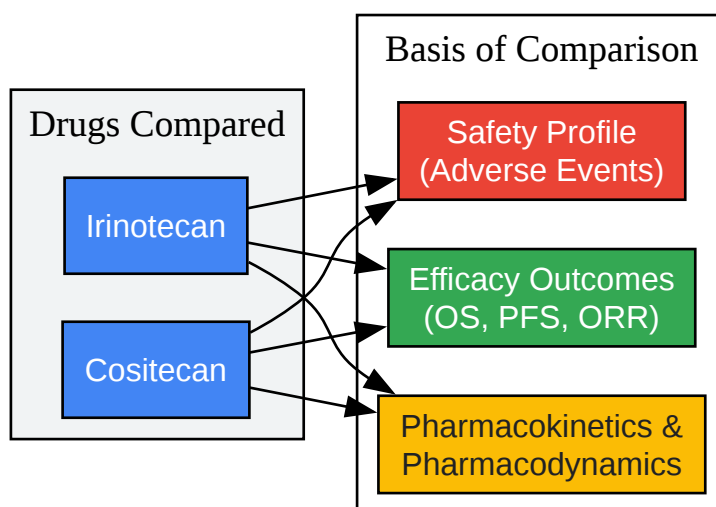 Drugs Compared
Irinotecan
Cositecan
Basis of Comparison
Safety Profile
(Adverse Events)
Efficacy Outcomes
(OS, PFS, ORR)
Pharmacokinetics &
Pharmacodynamics